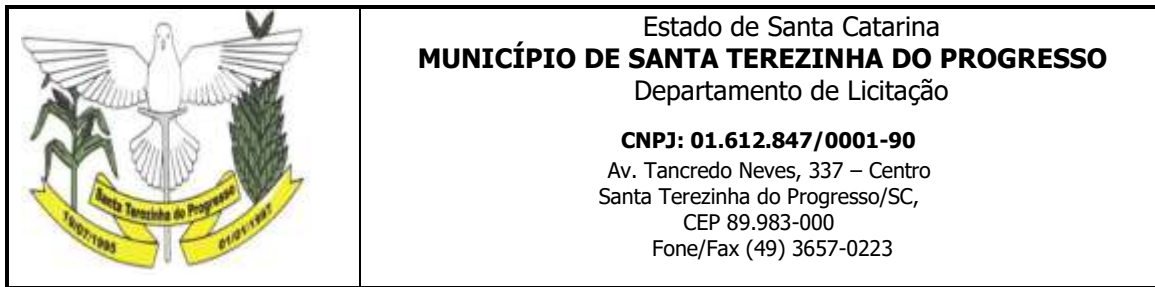 Santa Terezinha do Progresso
19/07/1995
01/01/1997
Estado de Santa Catarina
MUNICÍPIO DE SANTA TEREZINHA DO PROGRESSO
Departamento de Licitação
CNPJ: 01.612.847/0001-90
Av. Tancredo Neves, 337 – Centro
Santa Terezinha do Progresso/SC,
CEP 89.983-000
Fone/Fax (49) 3657-0223